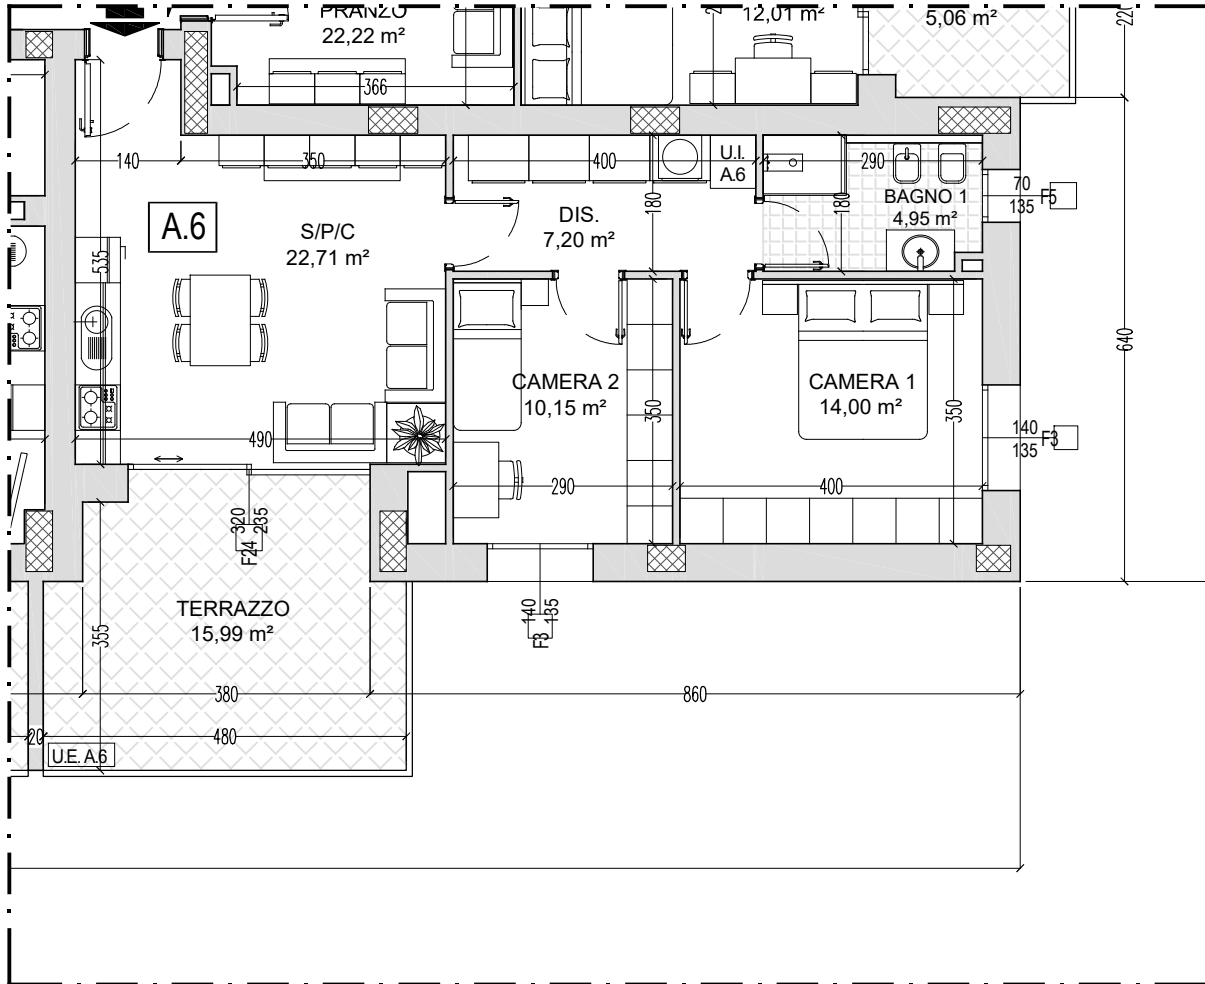 PRANZO
22,22 m²
12,01 m²
5,06 m²
366
140
350
400
U.I.
A.6
290
70
135
F5
A.6
S/P/C
22,71 m²
DIS.
7,20 m²
180
180
BAGNO 1
4,95 m²
535
640
CAMERA 2
10,15 m²
350
CAMERA 1
14,00 m²
350
140
135
F3
490
290
400
320
235
F24
TERRAZZO
15,99 m²
355
140
135
F3
380
860
20
480
U.E. A.6